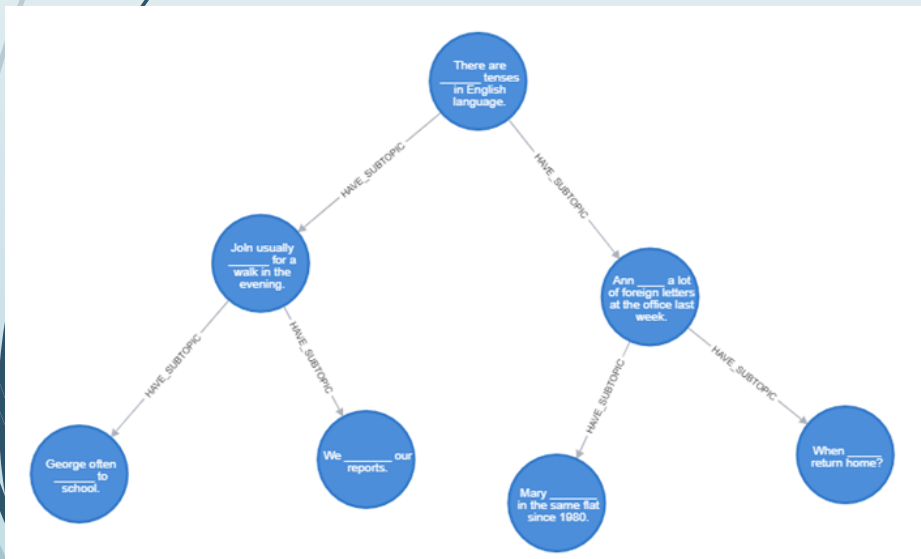 There are
______ tenses
in English
language.
HAVE_SUBTOPIC
HAVE_SUBTOPIC
Join usually
______ for a
walk in the
evening.
Ann ____ a lot
of foreign letters
at the office last
week.
HAVE_SUBTOPIC
HAVE_SUBTOPIC
HAVE_SUBTOPIC
HAVE_SUBTOPIC
George often
______ to
school.
We _______ our
reports.
Mary _______
in the same flat
since 1980.
When _____
return home?